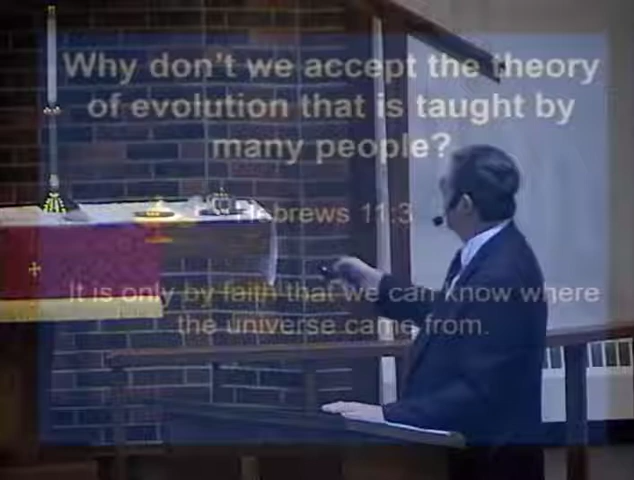 Why don't we accept the theory
of evolution that is taught by
many people?
Hebrews 11:3
It is only by faith that we can know where
the universe came from.